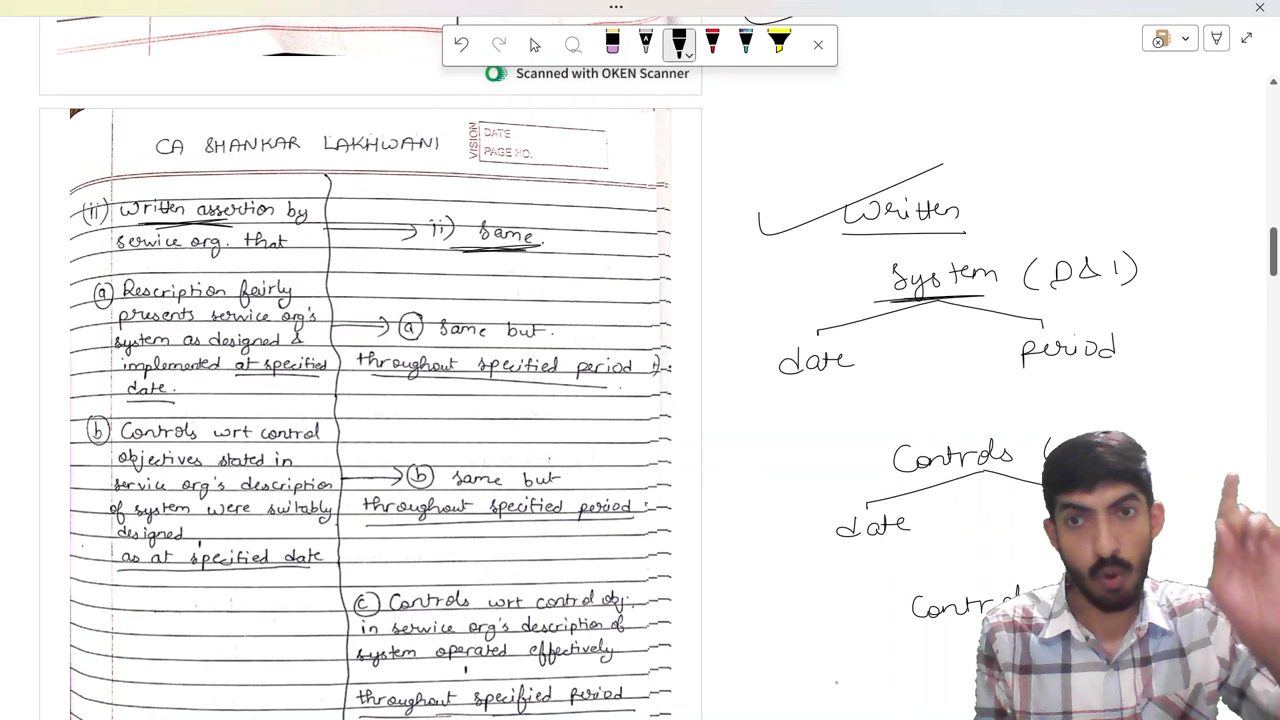 Scanned with OKEN Scanner
CA SHANKAR LAKHWANI
VISION
DATE
PAGE NO.
(ii) Written assertion by
service org. that
ii) Same.
(a) Description fairly
presents service org's
system as designed &
implemented at specified
date.
(a) same but
throughout specified period
(b) Controls wrt control
objectives stated in
service org's description
of system were suitably
designed
as at specified date
(b) same but
throughout specified period
(c) Controls wrt control obj.
in service org's description of
system operated effectively
throughout specified period
Written
System (D&I)
date
period
Controls (
date
Contr